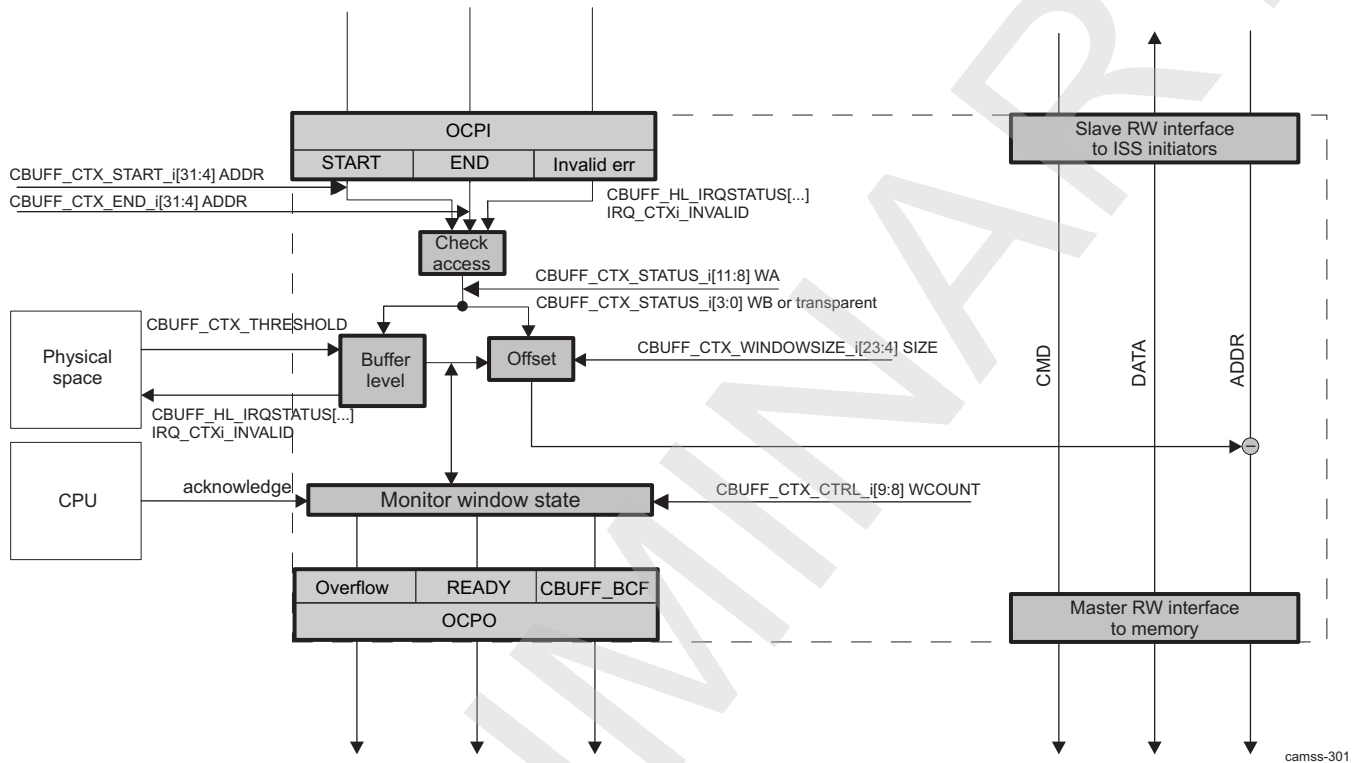 OCPI
START
END
Invalid err
Slave RW interface
to ISS initiators
CBUFF_CTX_START_i[31:4] ADDR
CBUFF_CTX_END_i[31:4] ADDR
CBUFF_HL_IRQSTATUS[...]
IRQ_CTXi_INVALID
Check
access
CBUFF_CTX_STATUS_i[11:8] WA
CBUFF_CTX_STATUS_i[3:0] WB or transparent
CBUFF_CTX_THRESHOLD
Physical
space
Buffer
level
Offset
CBUFF_CTX_WINDOWSIZE_i[23:4] SIZE
CMD
DATA
ADDR
CBUFF_HL_IRQSTATUS[...]
IRQ_CTXi_INVALID
CPU
acknowledge
Monitor window state
CBUFF_CTX_CTRL_i[9:8] WCOUNT
Overflow
READY
CBUFF_BCF
OCPO
Master RW interface
to memory
camss-301